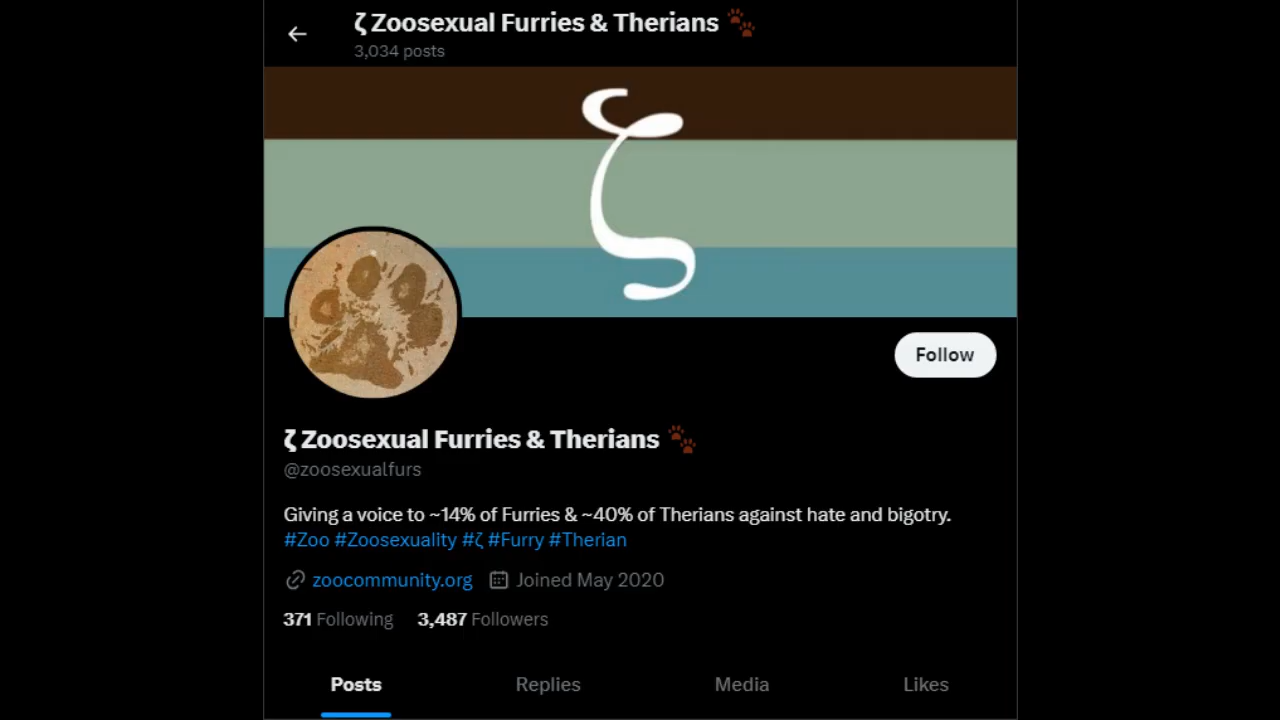 ζ Zoosexual Furries & Therians 🐾
3,034 posts
ζ
Follow
ζ Zoosexual Furries & Therians 🐾
@zoosexualfurs
Giving a voice to ~14% of Furries & ~40% of Therians against hate and bigotry.
#Zoo #Zoosexuality #ζ #Furry #Therian
zoocommunity.org Joined May 2020
371 Following 3,487 Followers
Posts Replies Media Likes